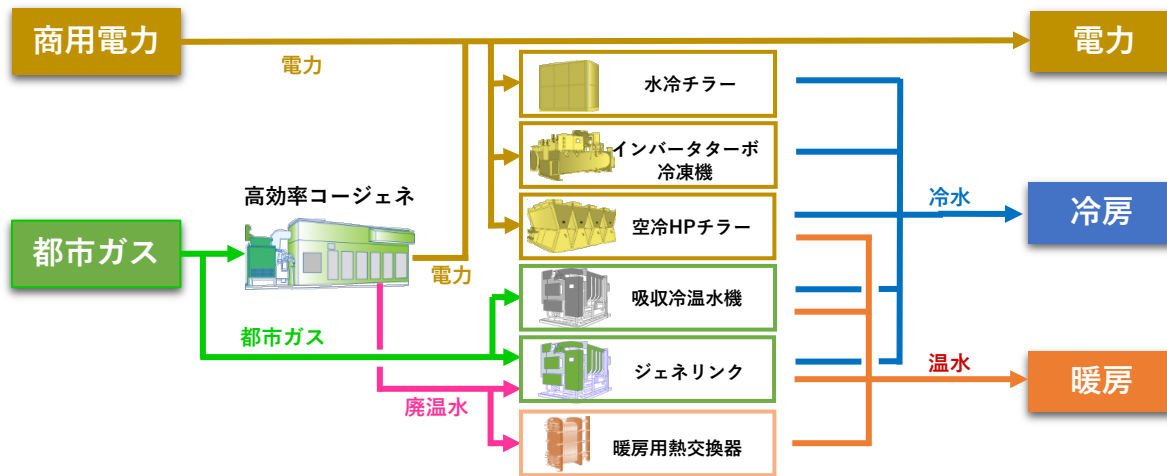 商用電力
電力
電力
水冷チラー
インバータターボ
冷凍機
高効率コージェネ
冷水
冷房
空冷HPチラー
都市ガス
電力
吸収冷温水機
都市ガス
ジェネリンク
温水
暖房
廃温水
暖房用熱交換器